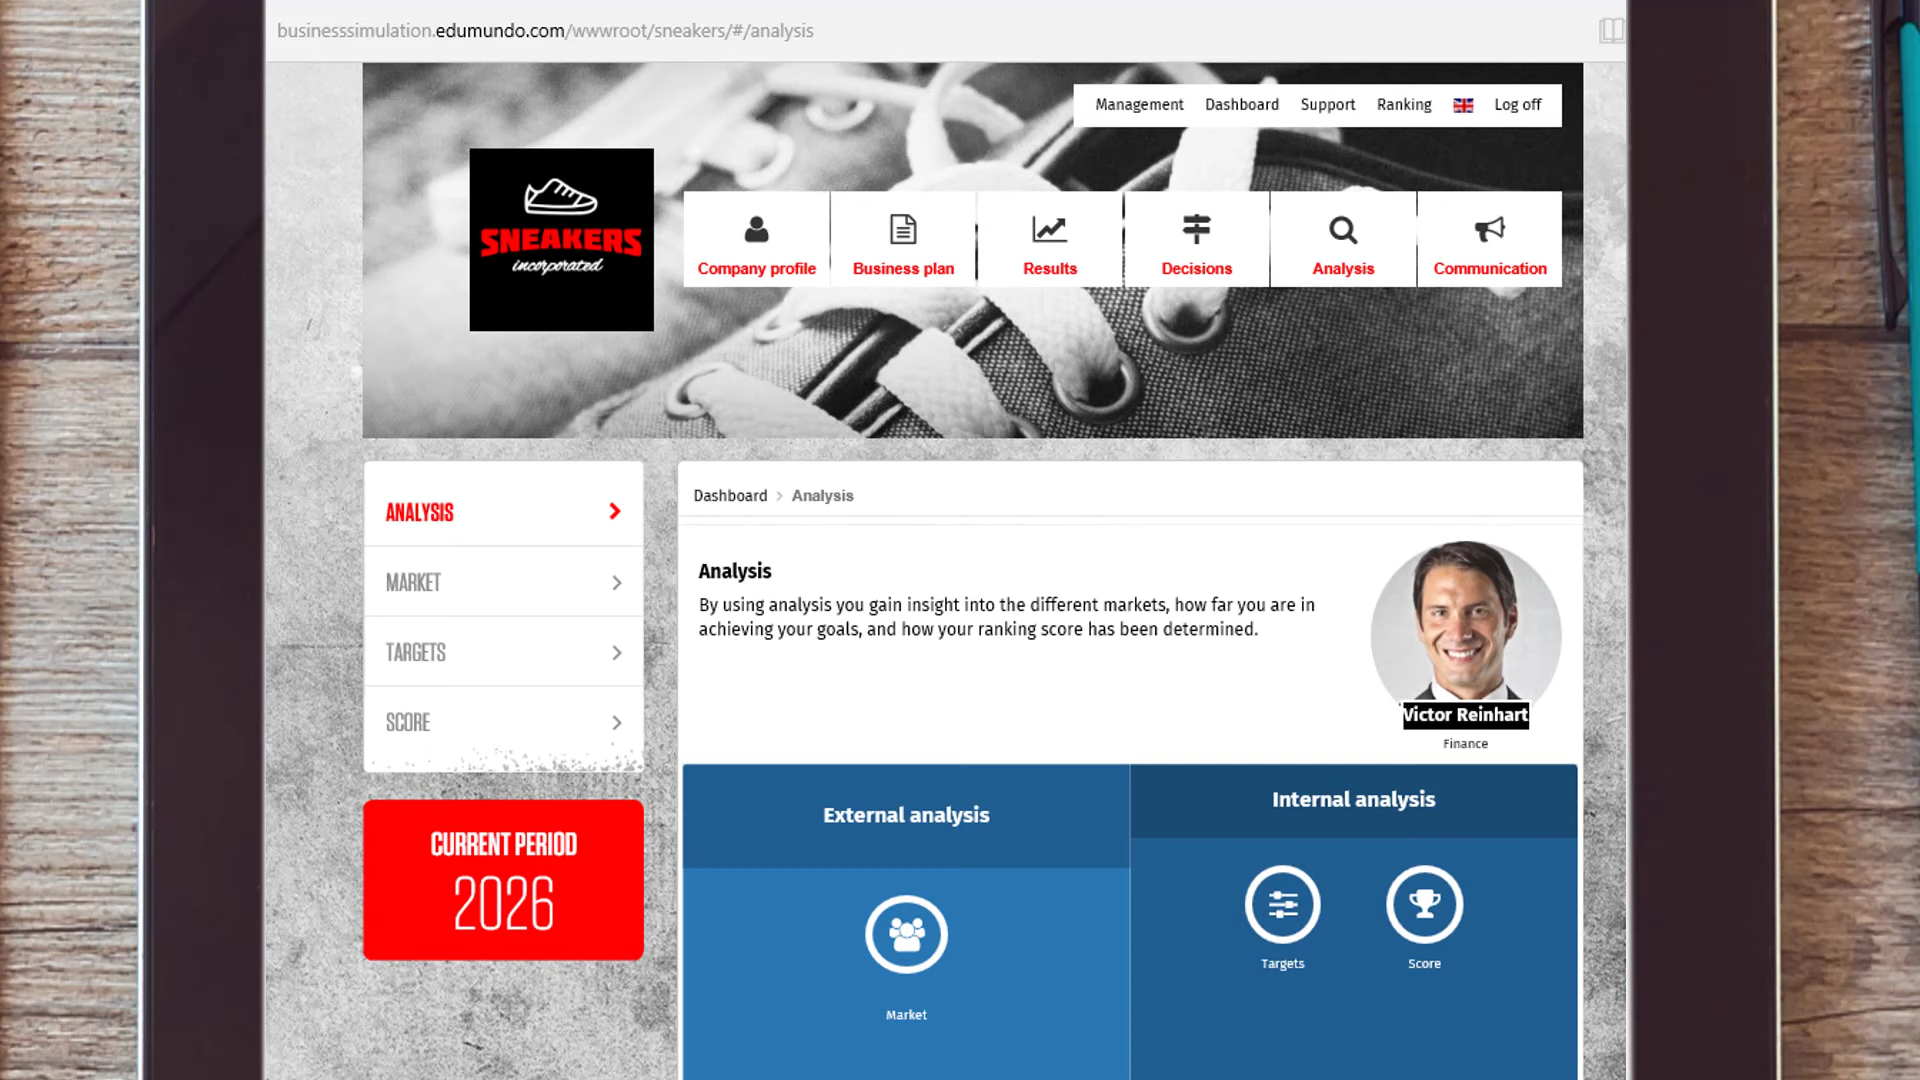 businesssimulation.edumundo.com/wwwroot/sneakers/#/analysis
Management Dashboard Support Ranking Log off
SNEAKERS
incorporated
Company profile Business plan Results Decisions Analysis Communication
ANALYSIS
MARKET
TARGETS
SCORE
CURRENT PERIOD
2026
Dashboard > Analysis
Analysis
By using analysis you gain insight into the different markets, how far you are in
achieving your goals, and how your ranking score has been determined.
Victor Reinhart
Finance
External analysis
Market
Internal analysis
Targets Score